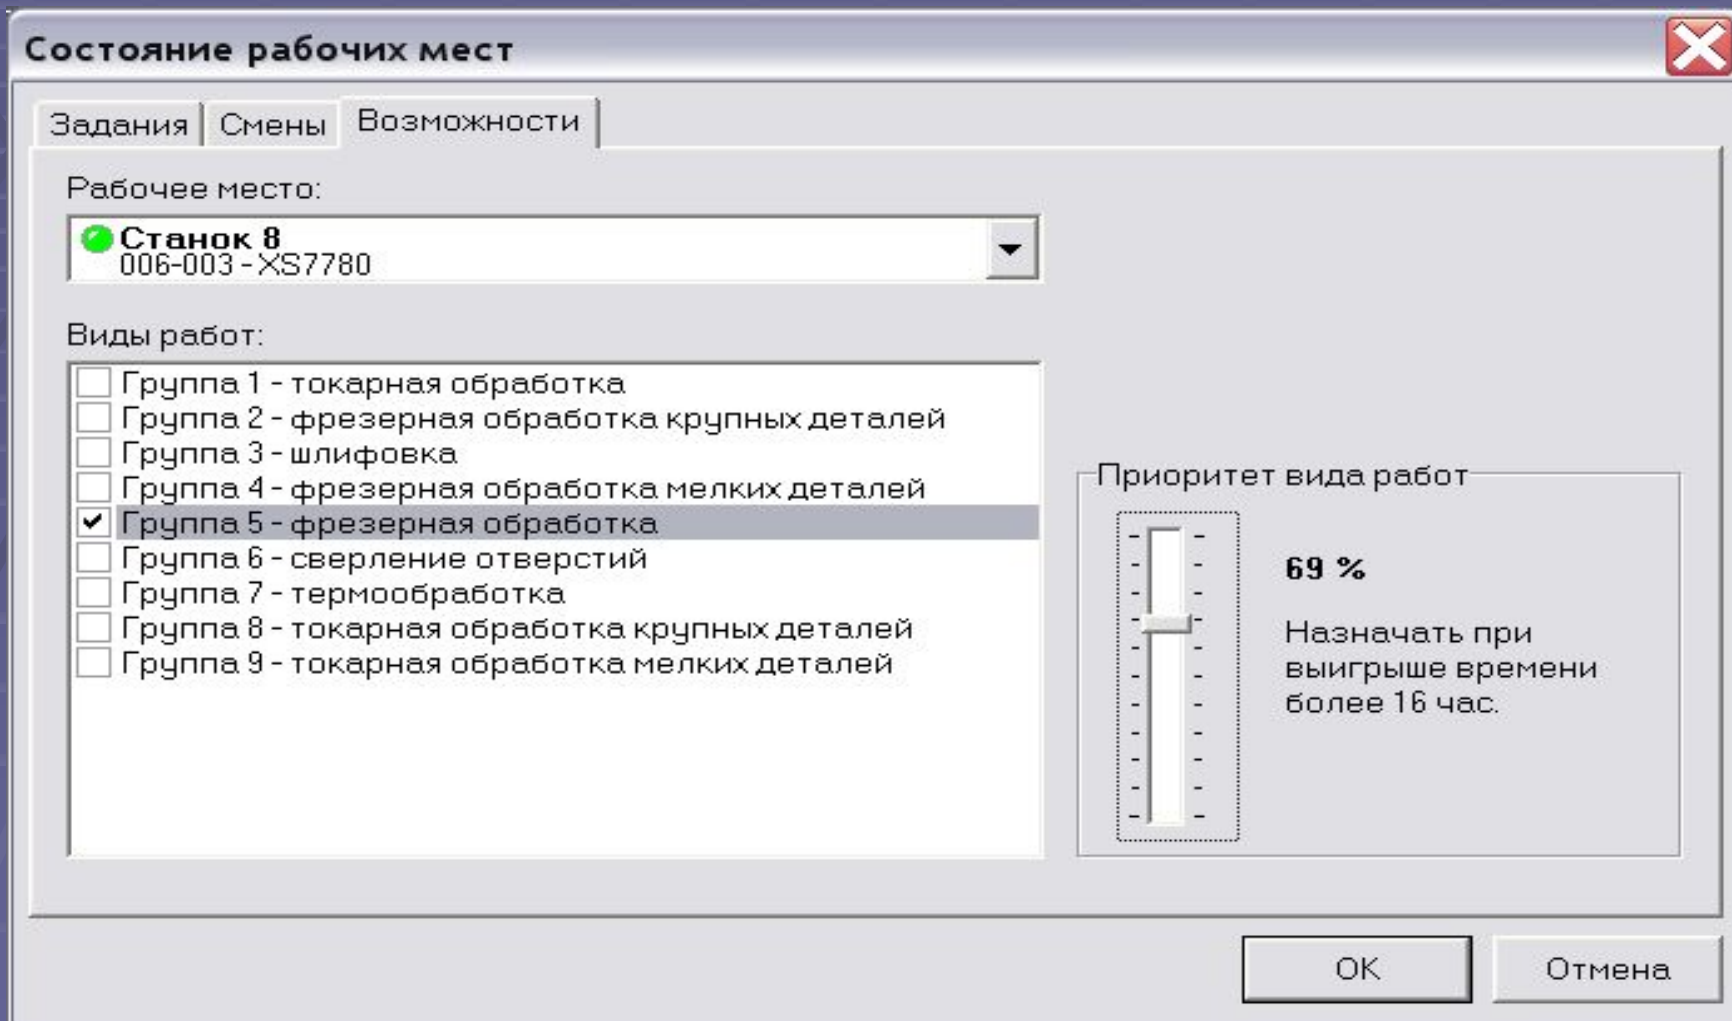 Состояние рабочих мест
Задания Смены Возможности
Рабочее место:
Станок 8
006-003 - XS7780
Виды работ:
Группа 1 - токарная обработка
Группа 2 - фрезерная обработка крупных деталей
Группа 3 - шлифовка
Группа 4 - фрезерная обработка мелких деталей
Группа 5 - фрезерная обработка
Группа 6 - сверление отверстий
Группа 7 - термообработка
Группа 8 - токарная обработка крупных деталей
Группа 9 - токарная обработка мелких деталей
Приоритет вида работ
69 %
Назначать при
выигрыше времени
более 16 час.
OK Отмена